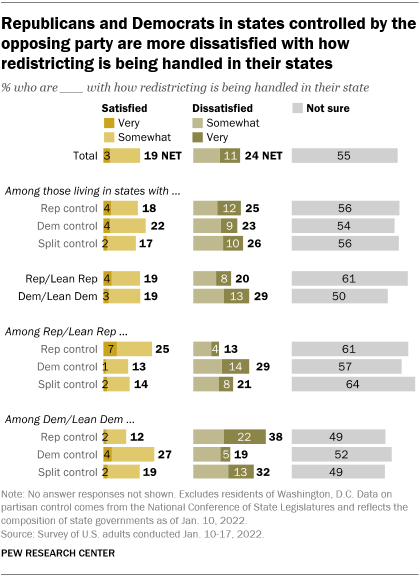 Republicans and Democrats in states controlled by the
opposing party are more dissatisfied with how
redistricting is being handled in their states
% who are ___ with how redistricting is being handled in their state
Satisfied Dissatisfied Not sure
Very Somewhat
Somewhat Very
Total 3 19 NET 11 24 NET 55
Among those living in states with ...
Rep control 4 18 12 25 56
Dem control 4 22 9 23 54
Split control 2 17 10 26 56
Rep/Lean Rep 4 19 8 20 61
Dem/Lean Dem 3 19 13 29 50
Among Rep/Lean Rep ...
Rep control 7 25 4 13 61
Dem control 1 13 14 29 57
Split control 2 14 8 21 64
Among Dem/Lean Dem ...
Rep control 2 12 22 38 49
Dem control 4 27 5 19 52
Split control 2 19 13 32 49
Note: No answer responses not shown. Excludes residents of Washington, D.C. Data on
partisan control comes from the National Conference of State Legislatures and reflects the
composition of state governments as of Jan. 10, 2022.
Source: Survey of U.S. adults conducted Jan. 10-17, 2022.
PEW RESEARCH CENTER